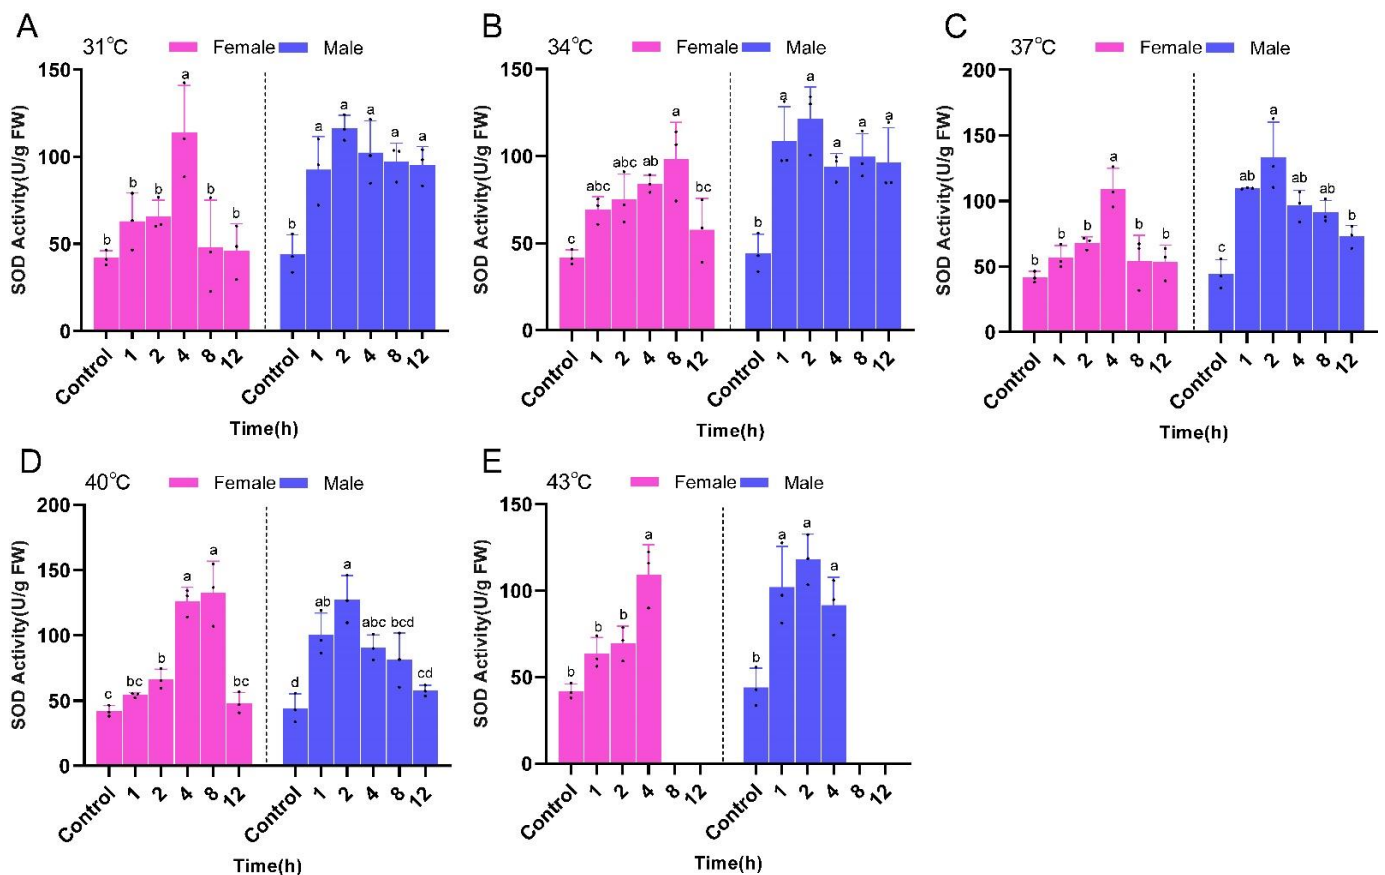 A
31°C Female Male
SOD Activity(U/g FW)
150
100
50
0
b b b a b b b a a a a a
Control 1 2 4 8 12 Control 1 2 4 8 12
Time(h)
B
34°C Female Male
SOD Activity(U/g FW)
150
100
50
0
c abc abc ab a bc b a a a a a
Control 1 2 4 8 12 Control 1 2 4 8 12
Time(h)
C
37°C Female Male
SOD Activity(U/g FW)
200
150
100
50
0
b b b a b b c ab a ab ab b
Control 1 2 4 8 12 Control 1 2 4 8 12
Time(h)
D
40°C Female Male
SOD Activity(U/g FW)
200
150
100
50
0
c bc b a a bc d ab a abc bcd cd
Control 1 2 4 8 12 Control 1 2 4 8 12
Time(h)
E
43°C Female Male
SOD Activity(U/g FW)
150
100
50
0
b b b a b a a a
Control 1 2 4 8 12 Control 1 2 4 8 12
Time(h)